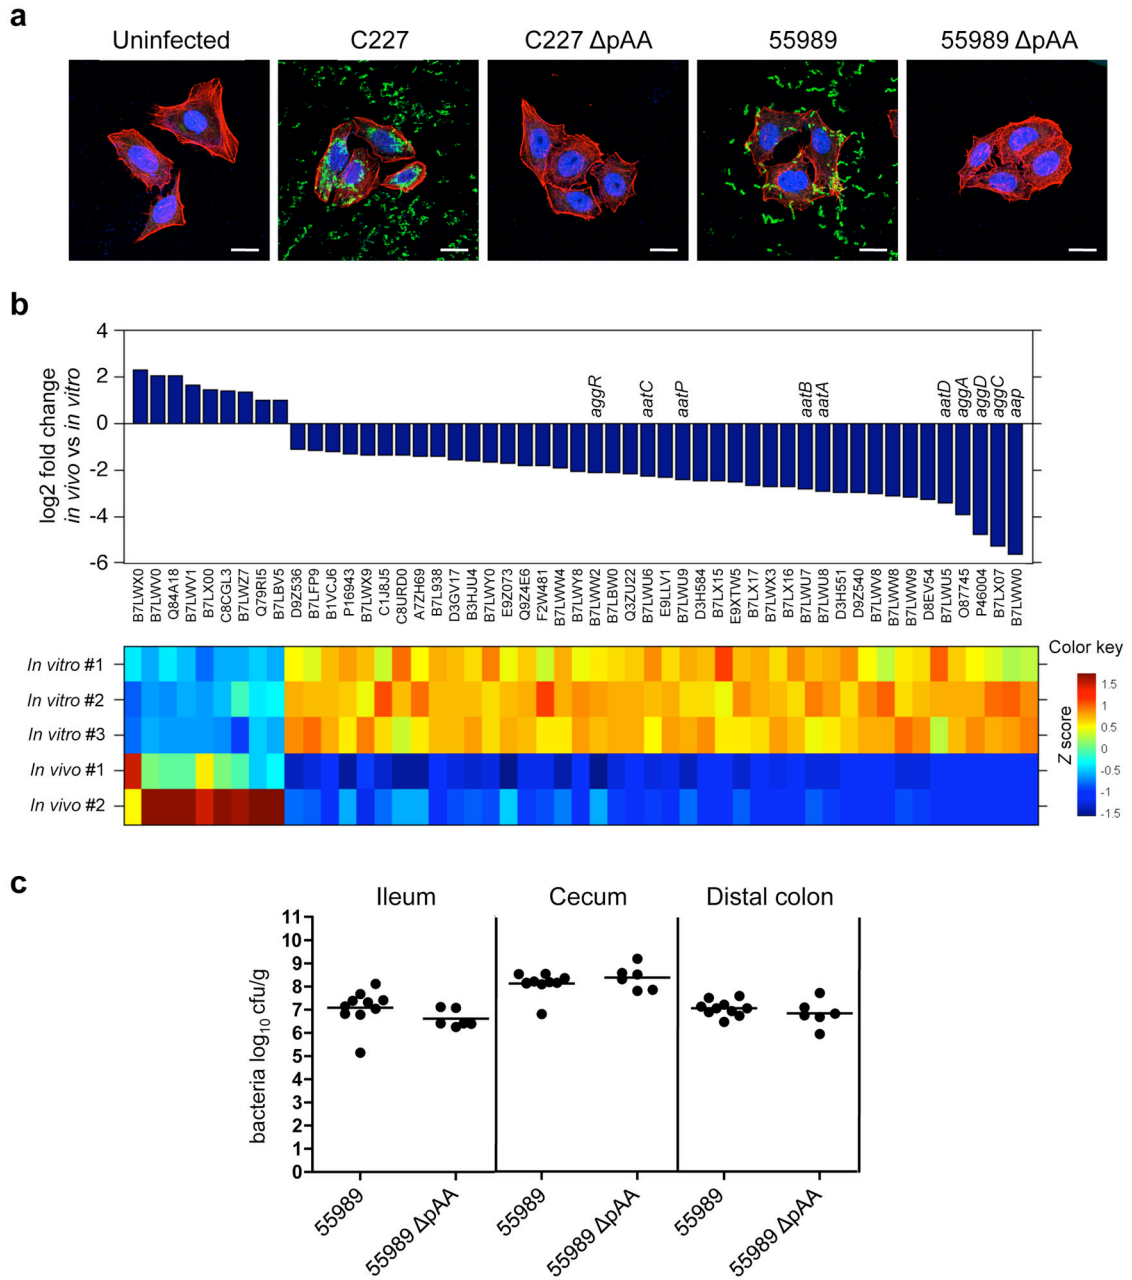 a
Uninfected
C227
C227 ΔpAA
55989
55989 ΔpAA
b
log2 fold change
in vivo vs in vitro
4
2
0
-2
-4
-6
aggR
aatC
aatP
aatB
aatA
aatD
aggA
aggD
aggC
aap
B7LWX0
B7LWV0
Q84A18
B7LWV1
B7LX00
C8CGL3
B7LWZ7
Q79RI5
B7LBV5
D9Z536
B7LFP9
B1VCJ6
P16943
B7LWX9
C1J8J5
C8URD0
A7ZH69
B7L938
D3GV17
B3HJU4
B7LWY0
E9Z073
Q9Z4E6
F2W481
B7LWW4
B7LWY8
B7LWW2
B7LBW0
Q3ZU22
B7LWU6
E9LLV1
B7LWU9
D3H584
B7LX15
E9XTW5
B7LX17
B7LWX3
B7LX16
B7LWU7
B7LWU8
D3H551
D9Z540
B7LWV8
B7LWW8
B7LWW9
D8EV54
B7LWU5
O87745
P46004
B7LX07
B7LWW0
In vitro #1
In vitro #2
In vitro #3
In vivo #1
In vivo #2
Color key
1.5
1
0.5
0
-0.5
-1
-1.5
Z score
c
Ileum
Cecum
Distal colon
bacteria log10 cfu/g
11
10
9
8
7
6
5
4
3
2
1
0
55989
55989 ΔpAA
55989
55989 ΔpAA
55989
55989 ΔpAA